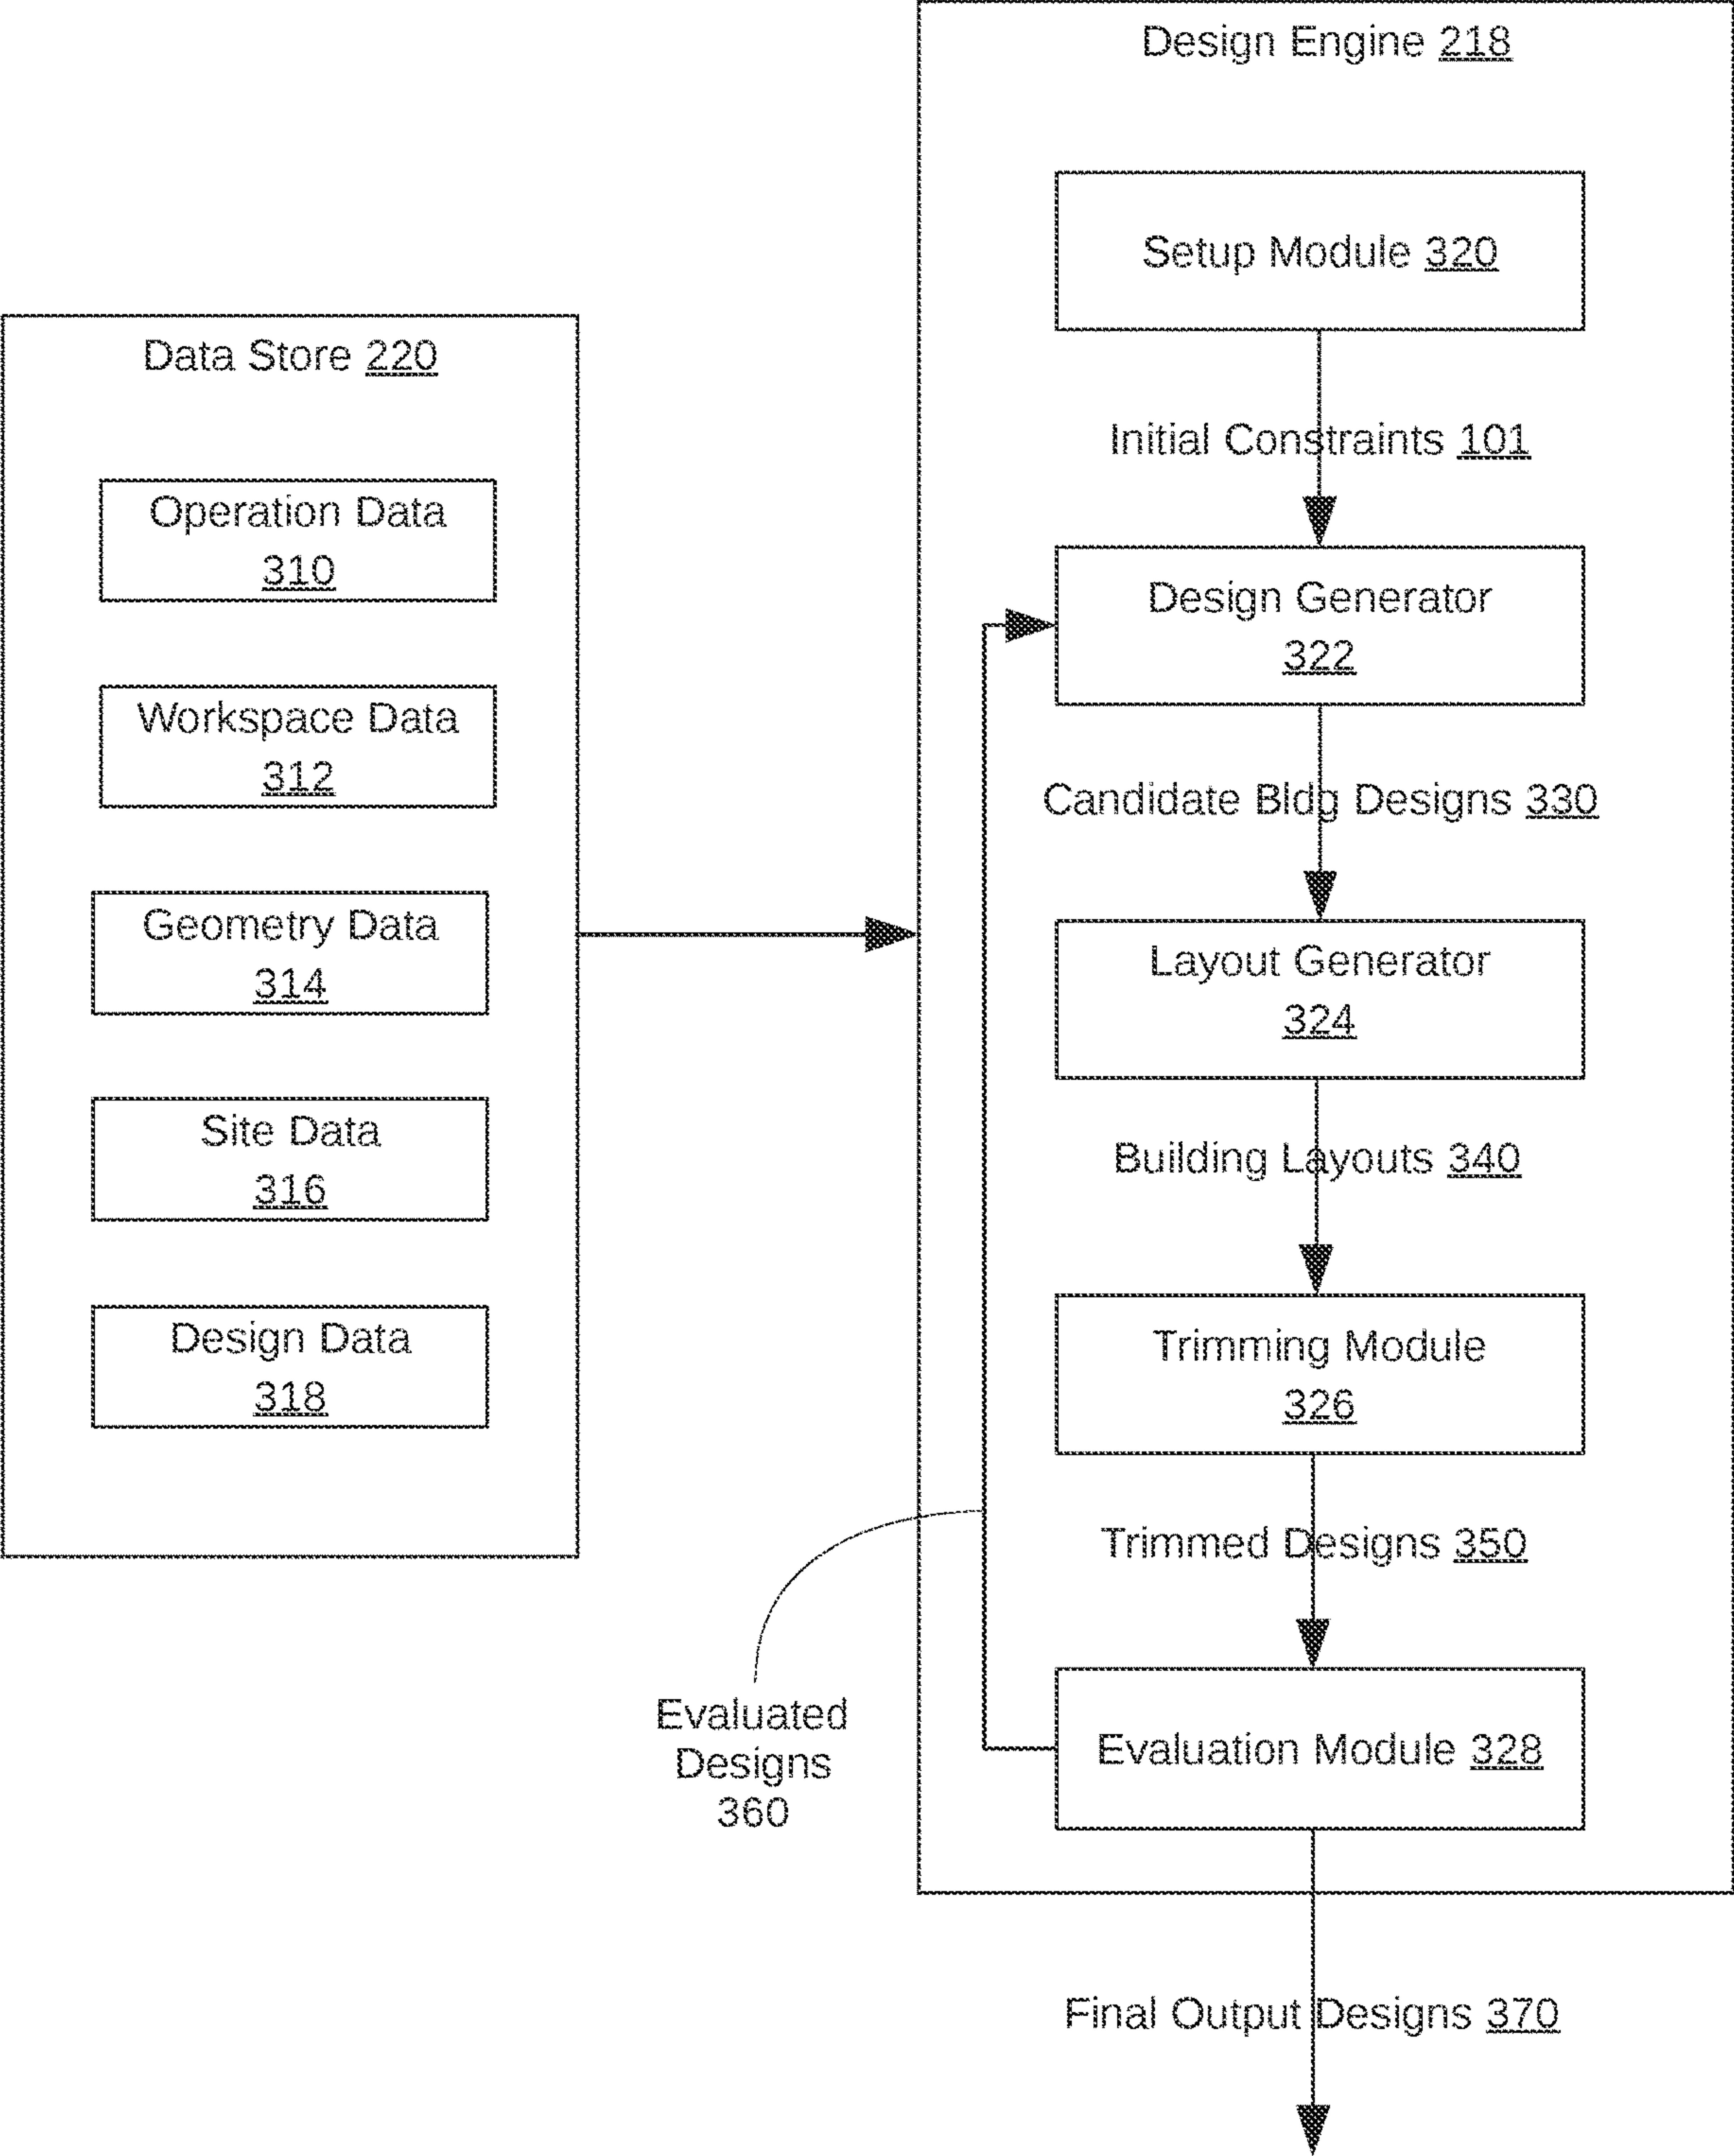 Design Engine 218
Setup Module 320
Initial Constraints 101
Design Generator
322
Candidate Bldg Designs 330
Layout Generator
324
Building Layouts 340
Trimming Module
326
Trimmed Designs 350
Evaluation Module 328
Final Output Designs 370
Data Store 220
Operation Data
310
Workspace Data
312
Geometry Data
314
Site Data
316
Design Data
318
Evaluated
Designs
360